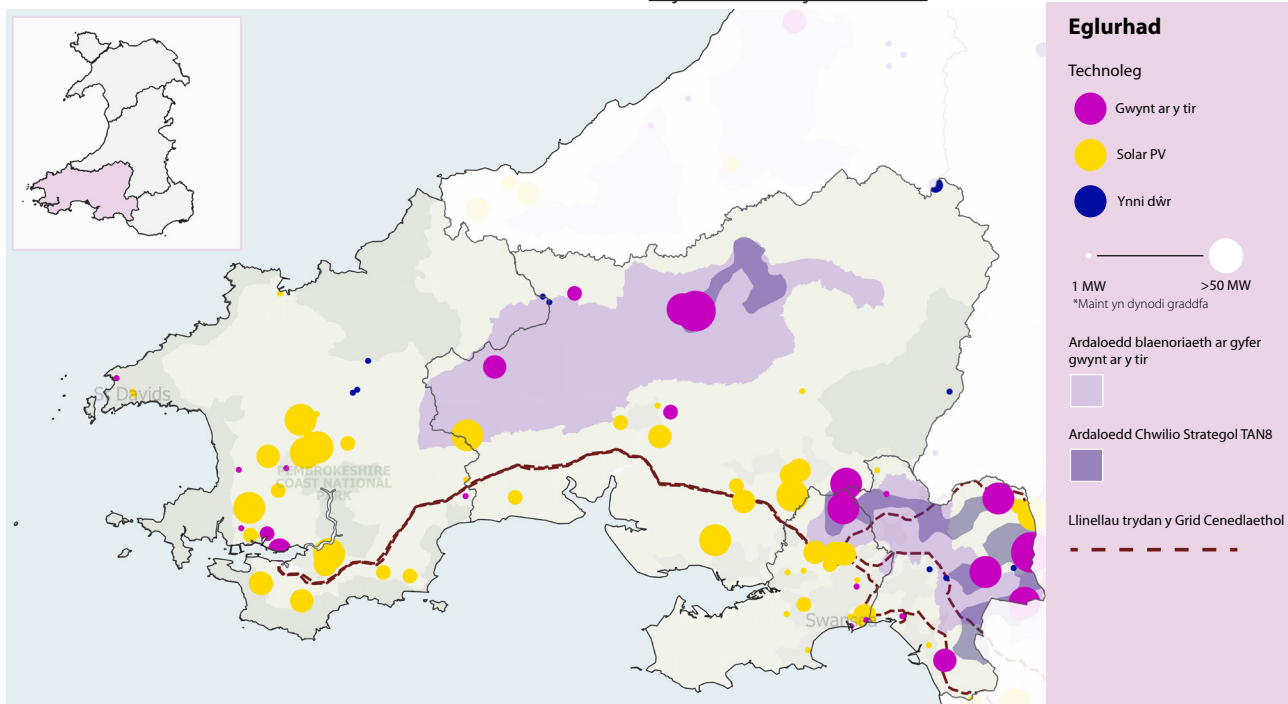 St Davids
PEMBROKESHIRE
COAST NATIONAL
PARK
Swansea
Eglurhad
Technoleg
Gwynt ar y tir
Solar PV
Ynni dŵr
1 MW
>50 MW
*Maint yn dynodi graddfa
Ardaloedd blaenoriaeth ar gyfer
gwynt ar y tir
Ardaloedd Chwilio Strategol TAN8
Llinellau trydan y Grid Cenedlaethol